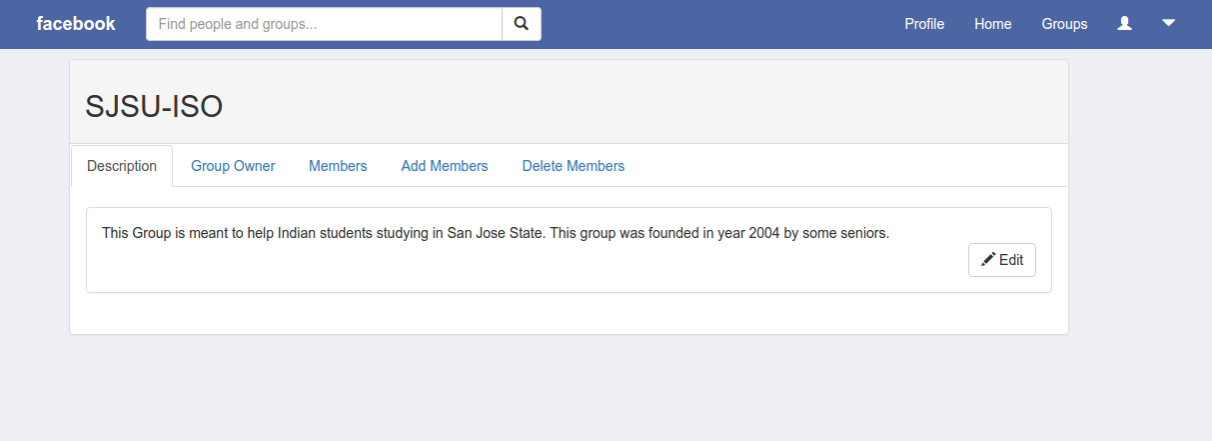 facebook Find people and groups... Profile Home Groups
SJSU-ISO
Description Group Owner Members Add Members Delete Members
This Group is meant to help Indian students studying in San Jose State. This group was founded in year 2004 by some seniors.
Edit